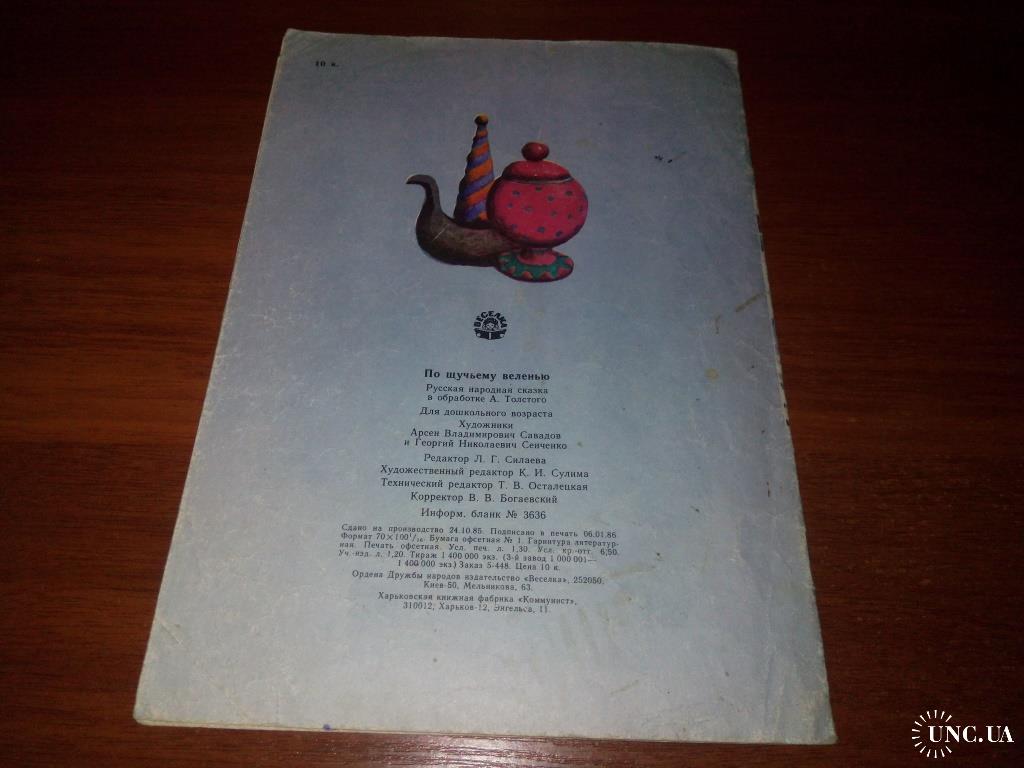 10 к.
ВЕСЕЛКА
По щучьему веленью
Русская народная сказка
в обработке А. Толстого
Для дошкольного возраста
Художники
Арсен Владимирович Савадов
и Георгий Николаевич Сенченко
Редактор Л. Г. Силаева
Художественный редактор К. И. Сулима
Технический редактор Т. В. Осталецкая
Корректор В. В. Богаевский
Информ. бланк № 3636
Сдано на производство 24.10.85. Подписано в печать 06.01.86.
Формат 70×100¹/₁₆. Бумага офсетная № 1. Гарнитура литератур-
ная. Печать офсетная. Усл. печ. л. 1,30. Усл. кр.-отт. 6,50.
Уч.-изд. л. 1,20. Тираж 1 400 000 экз. (3-й завод 1 000 001—
1 400 000 экз.) Заказ 5-448. Цена 10 к.
Ордена Дружбы народов издательство «Веселка», 252050,
Киев-50, Мельникова, 63.
Харьковская книжная фабрика «Коммунист»,
310012, Харьков-12, Энгельса, 11.
UNC.UA